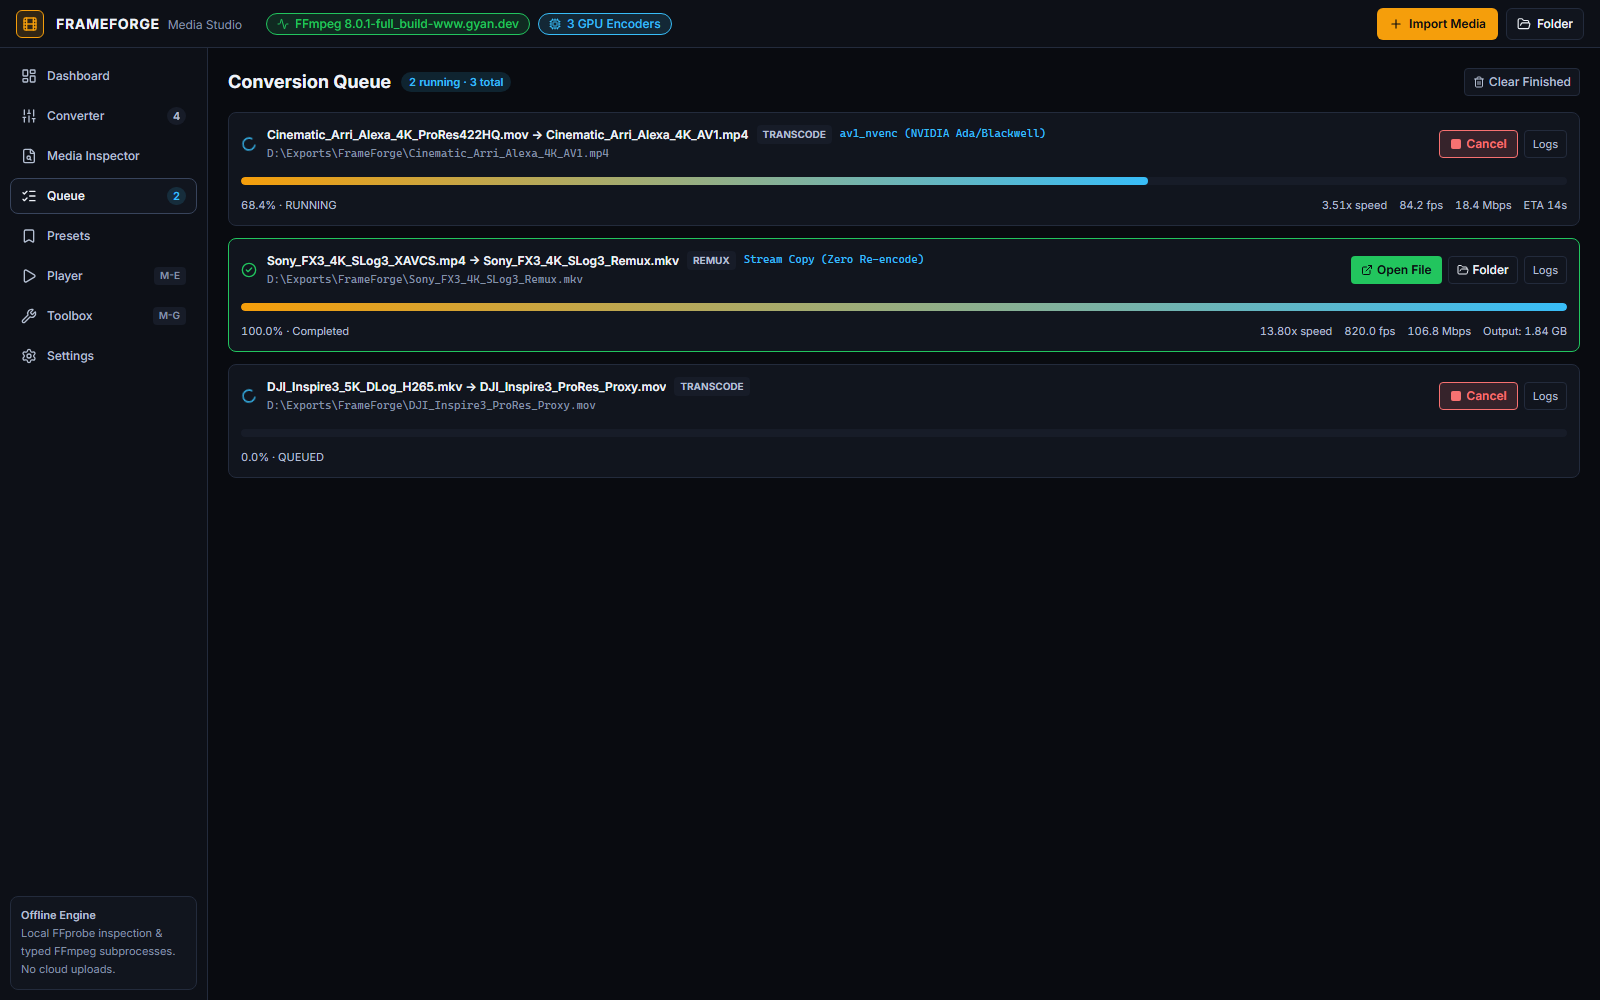 FRAMEFORGE Media Studio
FFmpeg 8.0.1-full_build-www.gyan.dev
3 GPU Encoders
Import Media
Folder
Dashboard
Converter 4
Media Inspector
Queue 2
Presets
Player M-E
Toolbox M-G
Settings
Offline Engine
Local FFprobe inspection &
typed FFmpeg subprocesses.
No cloud uploads.
Conversion Queue 2 running · 3 total
Clear Finished
Cinematic_Arri_Alexa_4K_ProRes422HQ.mov → Cinematic_Arri_Alexa_4K_AV1.mp4 TRANSCODE av1_nvenc (NVIDIA Ada/Blackwell)
D:\Exports\FrameForge\Cinematic_Arri_Alexa_4K_AV1.mp4
Cancel Logs
68.4% · RUNNING 3.51x speed 84.2 fps 18.4 Mbps ETA 14s
Sony_FX3_4K_SLog3_XAVCS.mp4 → Sony_FX3_4K_SLog3_Remux.mkv REMUX Stream Copy (Zero Re-encode)
D:\Exports\FrameForge\Sony_FX3_4K_SLog3_Remux.mkv
Open File Folder Logs
100.0% · Completed 13.80x speed 820.0 fps 106.8 Mbps Output: 1.84 GB
DJI_Inspire3_5K_DLog_H265.mkv → DJI_Inspire3_ProRes_Proxy.mov TRANSCODE
D:\Exports\FrameForge\DJI_Inspire3_ProRes_Proxy.mov
Cancel Logs
0.0% · QUEUED